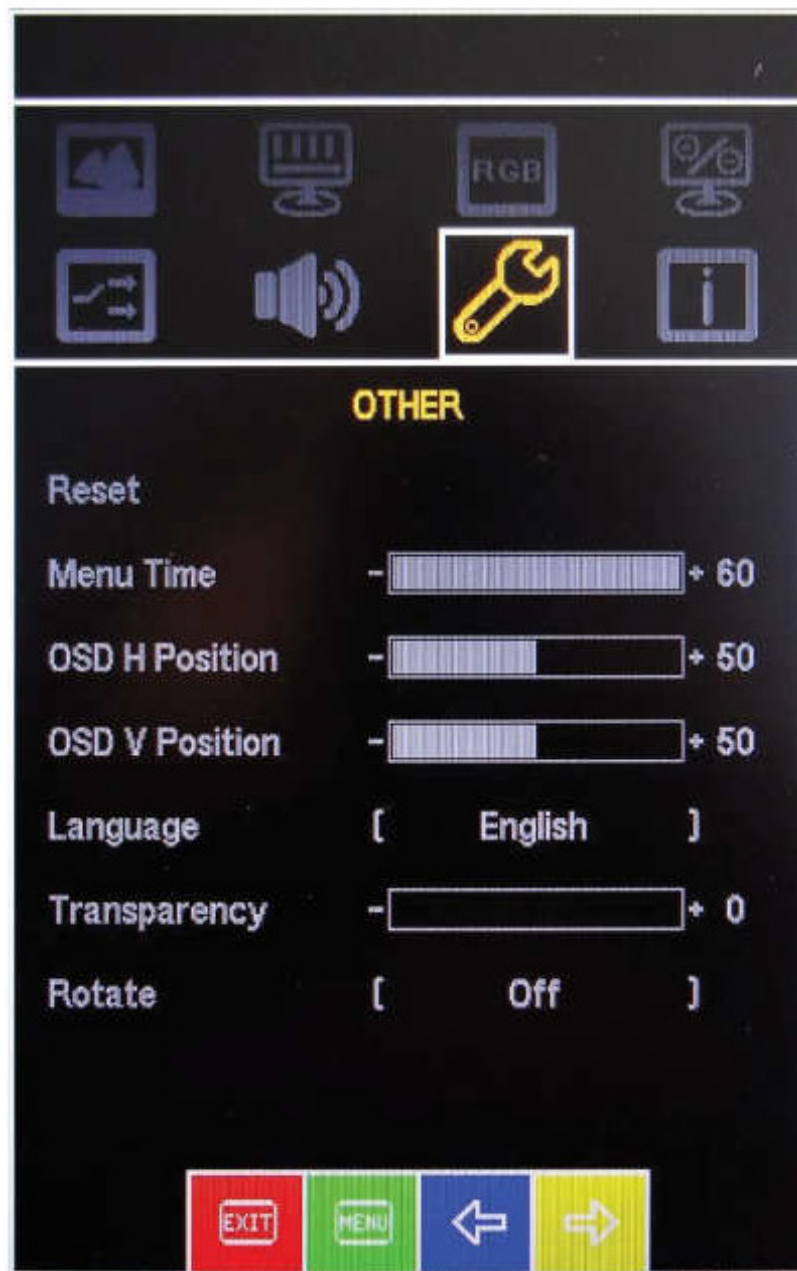 RGB
i
OTHER
Reset
Menu Time - + 60
OSD H Position - + 50
OSD V Position - + 50
Language [ English ]
Transparency - + 0
Rotate [ Off ]
EXIT MENU